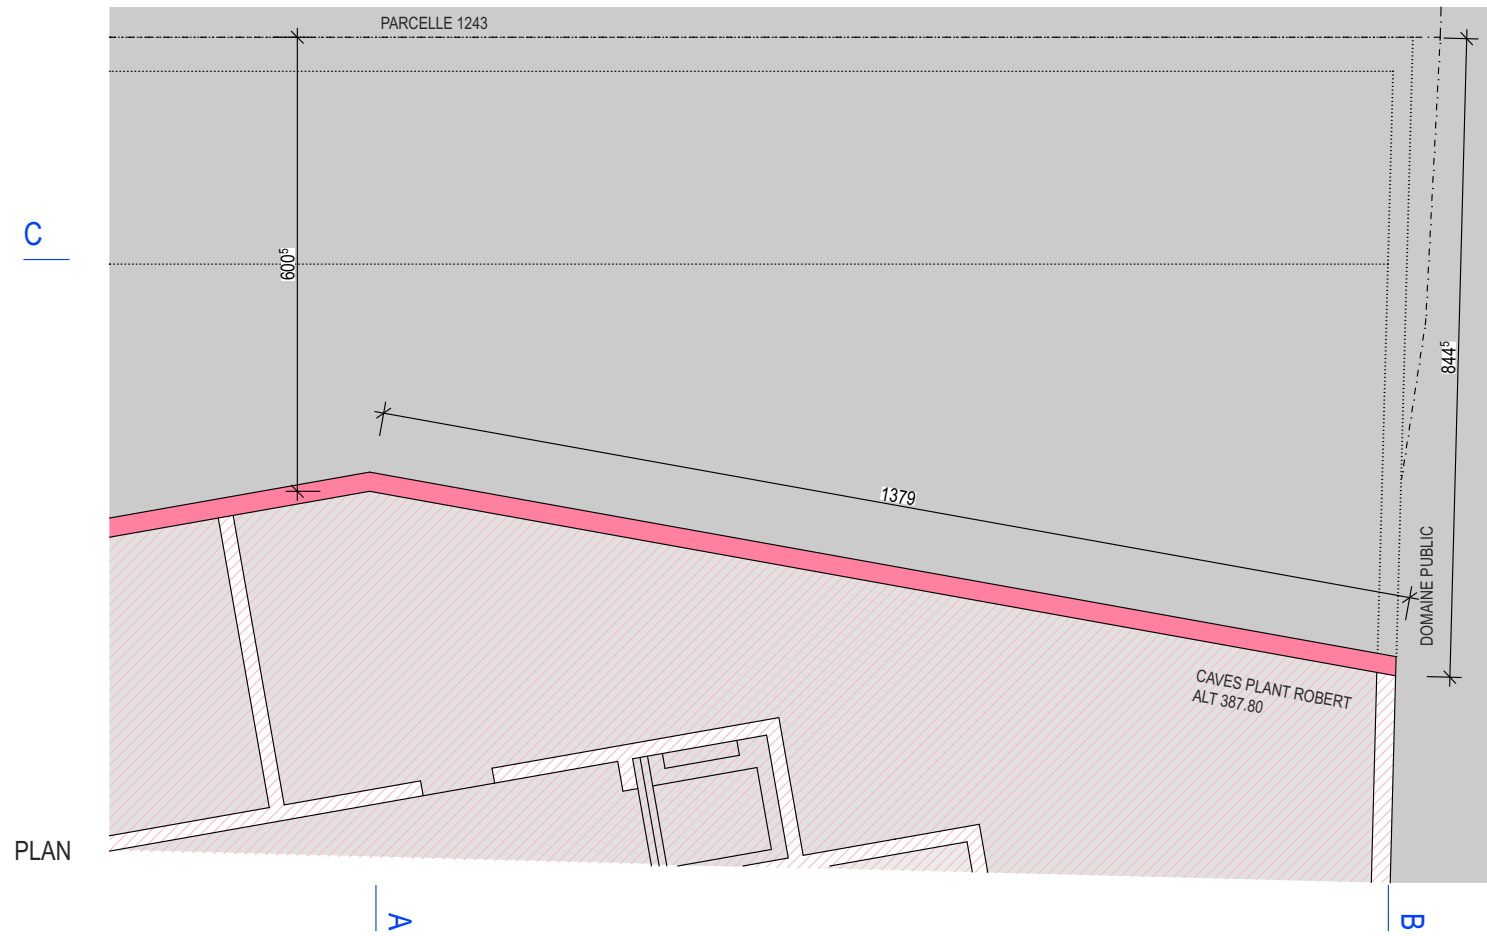 PARCELLE 1243
C
600⁵
844⁵
1379
DOMAINE PUBLIC
CAVES PLANT ROBERT
ALT 387.80
PLAN
A
B